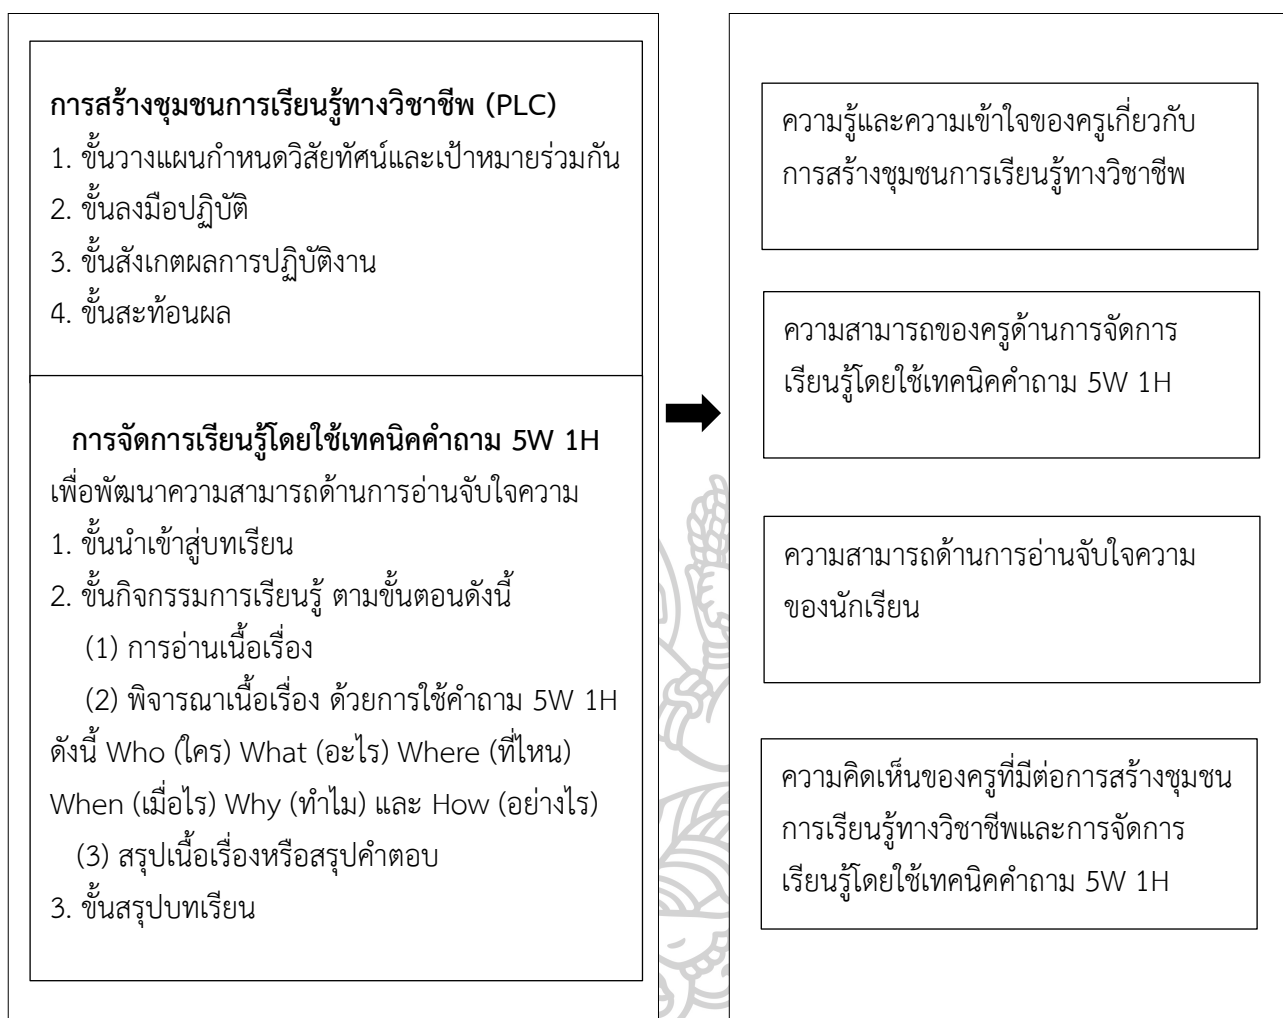 การสร้างชุมชนการเรียนรู้ทางวิชาชีพ (PLC)
1. ขั้นวางแผนกำหนดวิสัยทัศน์และเป้าหมายร่วมกัน
2. ขั้นลงมือปฏิบัติ
3. ขั้นสังเกตผลการปฏิบัติงาน
4. ขั้นสะท้อนผล
การจัดการเรียนรู้โดยใช้เทคนิคคำถาม 5W 1H
เพื่อพัฒนาความสามารถด้านการอ่านจับใจความ
1. ขั้นนำเข้าสู่บทเรียน
2. ขั้นกิจกรรมการเรียนรู้ ตามขั้นตอนดังนี้
(1) การอ่านเนื้อเรื่อง
(2) พิจารณาเนื้อเรื่อง ด้วยการใช้คำถาม 5W 1H
ดังนี้ Who (ใคร) What (อะไร) Where (ที่ไหน)
When (เมื่อไร) Why (ทำไม) และ How (อย่างไร)
(3) สรุปเนื้อเรื่องหรือสรุปคำตอบ
3. ขั้นสรุปบทเรียน
ความรู้และความเข้าใจของครูเกี่ยวกับ
การสร้างชุมชนการเรียนรู้ทางวิชาชีพ
ความสามารถของครูด้านการจัดการ
เรียนรู้โดยใช้เทคนิคคำถาม 5W 1H
ความสามารถด้านการอ่านจับใจความ
ของนักเรียน
ความคิดเห็นของครูที่มีต่อการสร้างชุมชน
การเรียนรู้ทางวิชาชีพและการจัดการ
เรียนรู้โดยใช้เทคนิคคำถาม 5W 1H